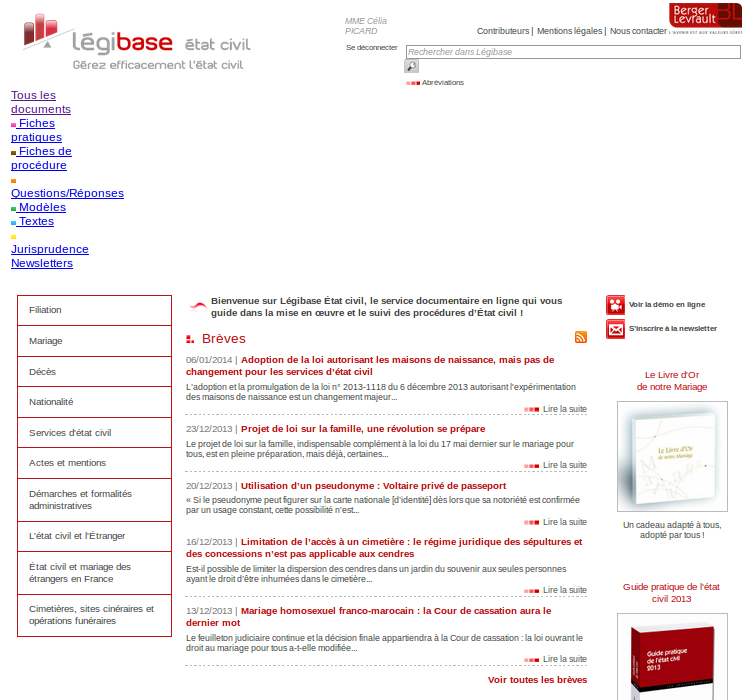 légibase état civil
Gérez efficacement l'état civil
MME Célia
PICARD
Se déconnecter
Contributeurs | Mentions légales | Nous contacter
Berger
Levrault
L'AVENIR EST AUX VALEURS SÛRES
Rechercher dans Légibase
Abréviations
Tous les
documents
Fiches
pratiques
Fiches de
procédure
Questions/Réponses
Modèles
Textes
Jurisprudence
Newsletters
Filiation
Mariage
Décès
Nationalité
Services d'état civil
Actes et mentions
Démarches et formalités
administratives
L'état civil et l'Étranger
État civil et mariage des
étrangers en France
Cimetières, sites cinéraires et
opérations funéraires
Bienvenue sur Légibase État civil, le service documentaire en ligne qui vous
guide dans la mise en œuvre et le suivi des procédures d'État civil !
Brèves
06/01/2014 | Adoption de la loi autorisant les maisons de naissance, mais pas de
changement pour les services d'état civil
L'adoption et la promulgation de la loi n° 2013-1118 du 6 décembre 2013 autorisant l'expérimentation
des maisons de naissance est un changement majeur...
Lire la suite
23/12/2013 | Projet de loi sur la famille, une révolution se prépare
Le projet de loi sur la famille, indispensable complément à la loi du 17 mai dernier sur le mariage pour
tous, est en pleine préparation, mais déjà, certaines...
Lire la suite
20/12/2013 | Utilisation d'un pseudonyme : Voltaire privé de passeport
« Si le pseudonyme peut figurer sur la carte nationale [d'identité] dès lors que sa notoriété est confirmée
par un usage constant, cette possibilité n'est...
Lire la suite
16/12/2013 | Limitation de l'accès à un cimetière : le régime juridique des sépultures et
des concessions n'est pas applicable aux cendres
Est-il possible de limiter la dispersion des cendres dans un jardin du souvenir aux seules personnes
ayant le droit d'être inhumées dans le cimetière...
Lire la suite
13/12/2013 | Mariage homosexuel franco-marocain : la Cour de cassation aura le
dernier mot
Le feuilleton judiciaire continue et la décision finale appartiendra à la Cour de cassation : la loi ouvrant le
droit au mariage pour tous a-t-elle modifiée...
Lire la suite
Voir toutes les brèves
Voir la démo en ligne
S'inscrire à la newsletter
Le Livre d'Or
de notre Mariage
Le Livre d'Or
de notre Mariage
Un cadeau adapté à tous,
adopté par tous !
Guide pratique de l'état
civil 2013
Guide pratique
de l'état civil
2013